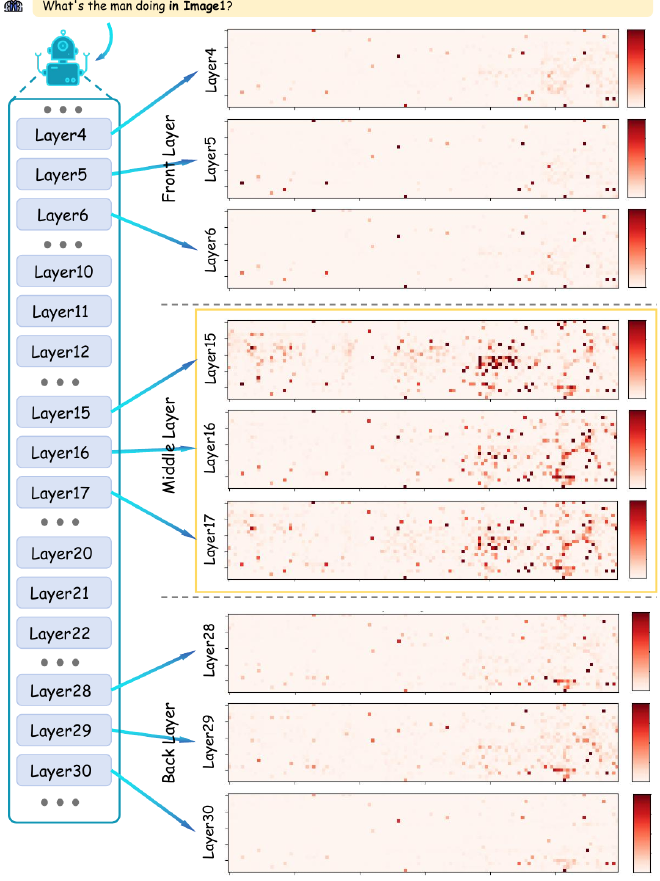 What's the man doing in Image1?
Layer4
Layer5
Layer6
Layer10
Layer11
Layer12
Layer15
Layer16
Layer17
Layer20
Layer21
Layer22
Layer28
Layer29
Layer30
Front Layer
Layer4
Layer5
Layer6
Middle Layer
Layer15
Layer16
Layer17
Back Layer
Layer28
Layer29
Layer30